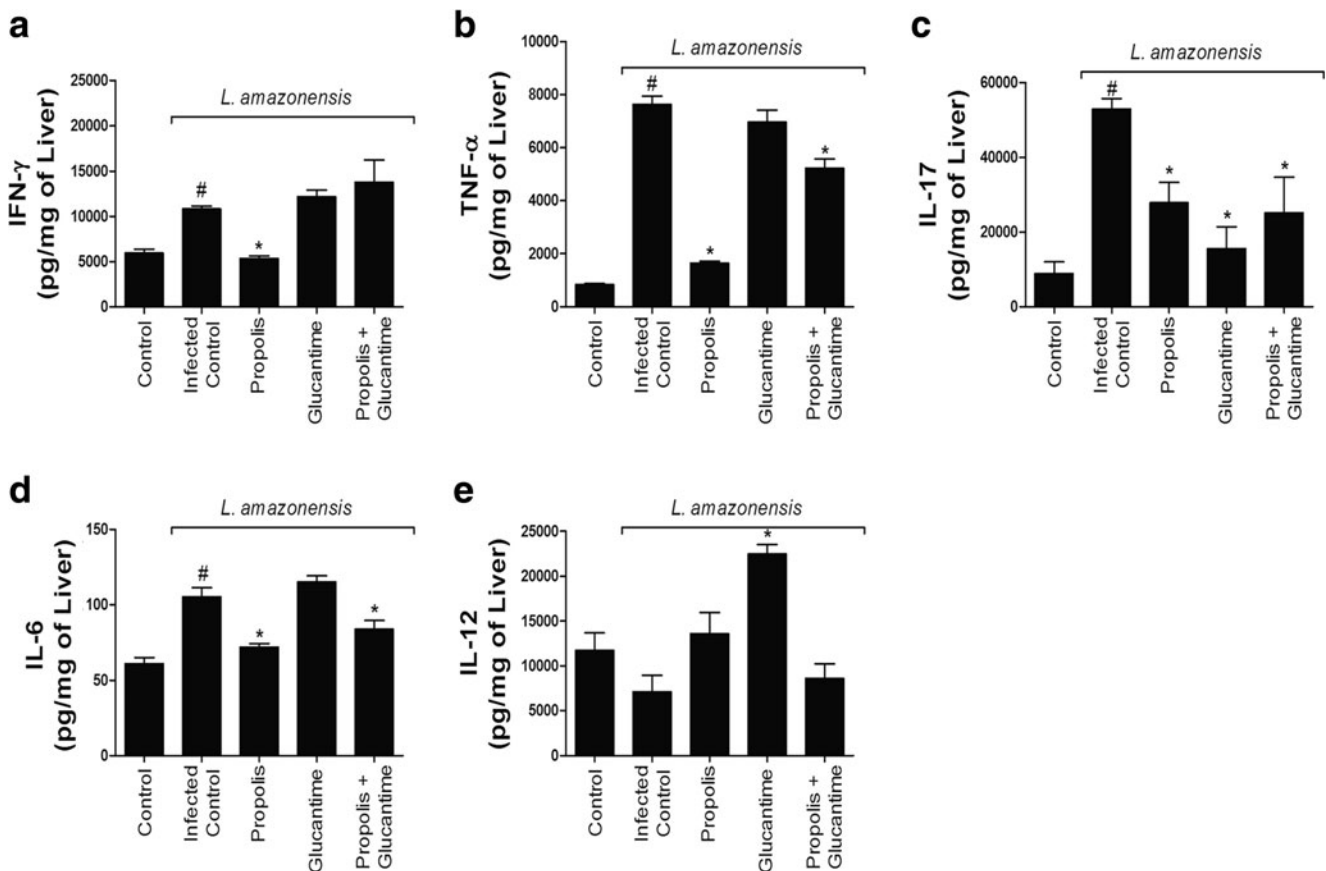 a
L. amazonensis
IFN-γ
(pg/mg of Liver)
25000
20000
15000
10000
5000
0
#
*
Control
Infected
Control
Propolis
Glucantime
Propolis +
Glucantime
b
L. amazonensis
TNF-α
(pg/mg of Liver)
10000
8000
6000
4000
2000
0
#
*
*
Control
Infected
Control
Propolis
Glucantime
Propolis +
Glucantime
c
L. amazonensis
IL-17
(pg/mg of Liver)
60000
40000
20000
0
#
*
*
*
Control
Infected
Control
Propolis
Glucantime
Propolis +
Glucantime
d
L. amazonensis
IL-6
(pg/mg of Liver)
150
100
50
0
#
*
*
Control
Infected
Control
Propolis
Glucantime
Propolis +
Glucantime
e
L. amazonensis
IL-12
(pg/mg of Liver)
25000
20000
15000
10000
5000
0
*
Control
Infected
Control
Propolis
Glucantime
Propolis +
Glucantime